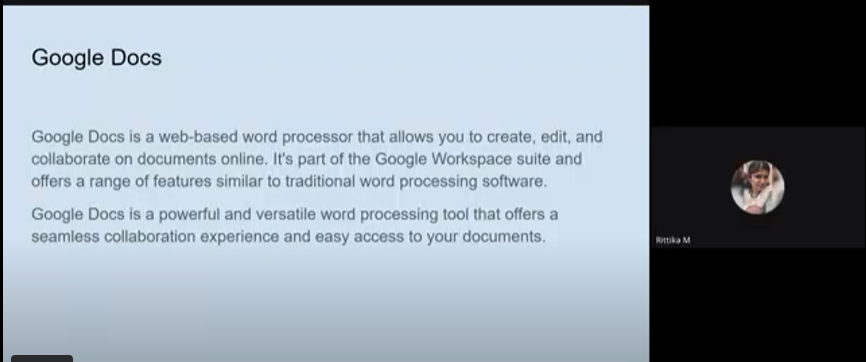 Google Docs
Google Docs is a web-based word processor that allows you to create, edit, and
collaborate on documents online. It's part of the Google Workspace suite and
offers a range of features similar to traditional word processing software.
Google Docs is a powerful and versatile word processing tool that offers a
seamless collaboration experience and easy access to your documents.
Rittika M